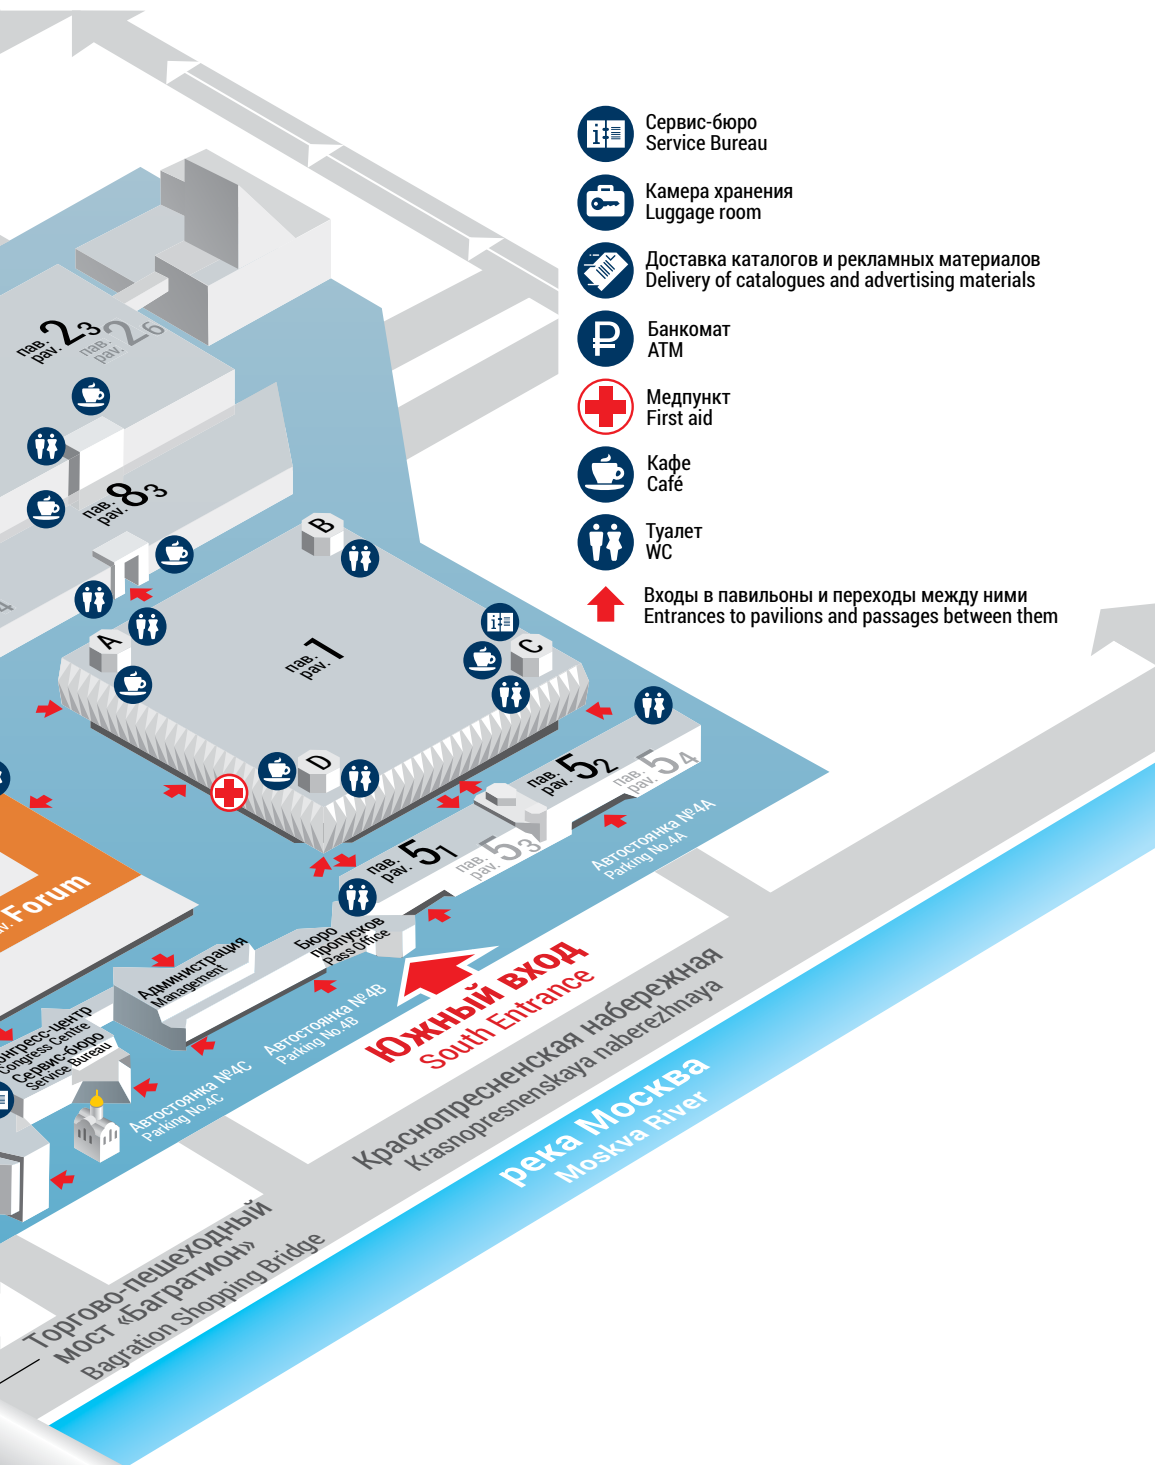 Сервис-бюро
Service Bureau
Камера хранения
Luggage room
Доставка каталогов и рекламных материалов
Delivery of catalogues and advertising materials
Банкомат
ATM
Медпункт
First aid
Кафе
Café
Туалет
WC
Входы в павильоны и переходы между ними
Entrances to pavilions and passages between them
пав. 2 3
pav.
пав. 2 6
pav.
пав. 8 3
pav.
4
B
A
C
D
пав. 1
pav.
пав. 5 2
pav.
пав. 5 4
pav.
пав. 5 1
pav.
пав. 5 3
pav.
Автостоянка №4А
Parking No.4A
Forum
Бюро
пропусков
Pass Office
Администрация
Management
Конгресс-центр
Congress Centre
Сервис-бюро
Service Bureau
Автостоянка №4В
Parking No.4B
Автостоянка №4С
Parking No.4C
Южный вход
South Entrance
Краснопресненская набережная
Krasnopresnenskaya naberezhnaya
река Москва
Moskva River
Торгово-пешеходный
мост «Багратион»
Bagration Shopping Bridge